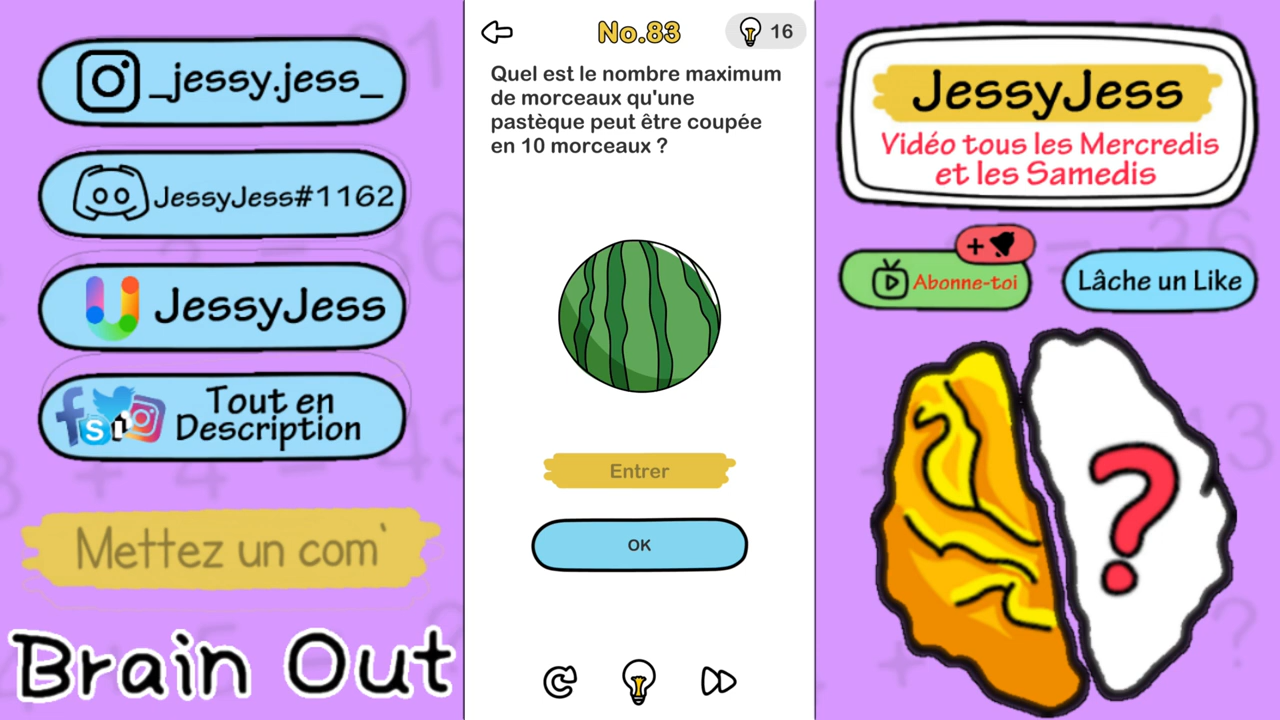 _jessy.jess_
JessyJess#1162
JessyJess
Tout en
Description
Mettez un com'
Brain Out
No.83
16
Quel est le nombre maximum
de morceaux qu'une
pastèque peut être coupée
en 10 morceaux ?
Entrer
OK
JessyJess
Vidéo tous les Mercredis
et les Samedis
+
Abonne-toi
Lâche un Like
?